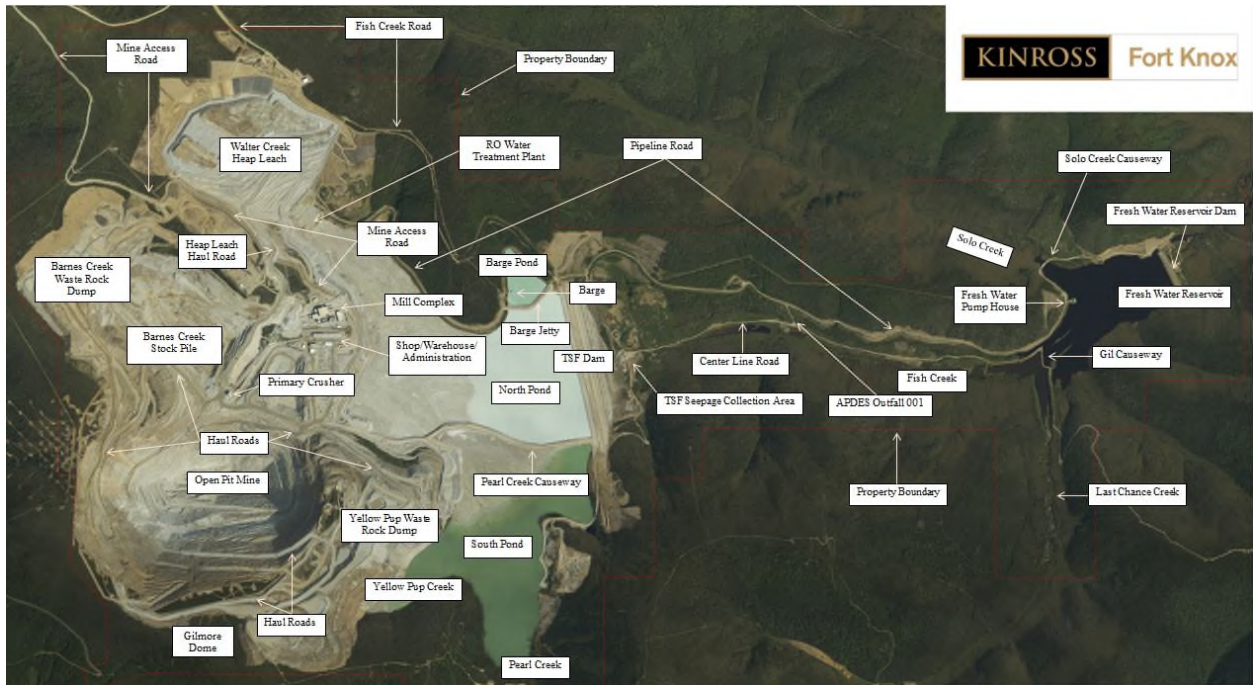 KINROSS Fort Knox
Fish Creek Road
Mine Access
Road
Property Boundary
Walter Creek
Heap Leach
RO Water
Treatment Plant
Pipeline Road
Solo Creek Causeway
Fresh Water Reservoir Dam
Solo Creek
Heap Leach
Haul Road
Mine Access
Road
Barnes Creek
Waste Rock
Dump
Barge Pond
Barge
Fresh Water
Pump House
Fresh Water Reservoir
Mill Complex
Barge Jetty
Barnes Creek
Stock Pile
Shop/Warehouse/
Administration
TSF Dam
Center Line Road
Gil Causeway
Primary Crusher
North Pond
Fish Creek
TSF Seepage Collection Area
APDES Outfall 001
Haul Roads
Open Pit Mine
Pearl Creek Causeway
Property Boundary
Last Chance Creek
Yellow Pup Waste
Rock Dump
South Pond
Yellow Pup Creek
Haul Roads
Gilmore
Dome
Pearl Creek